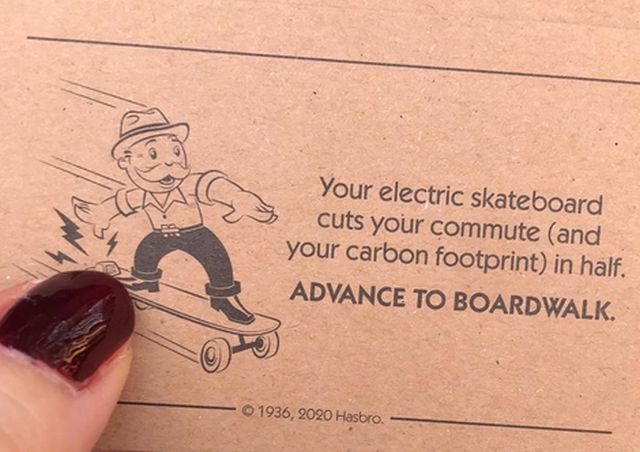 Your electric skateboard
cuts your commute (and
your carbon footprint) in half.
ADVANCE TO BOARDWALK.
© 1936, 2020 Hasbro.